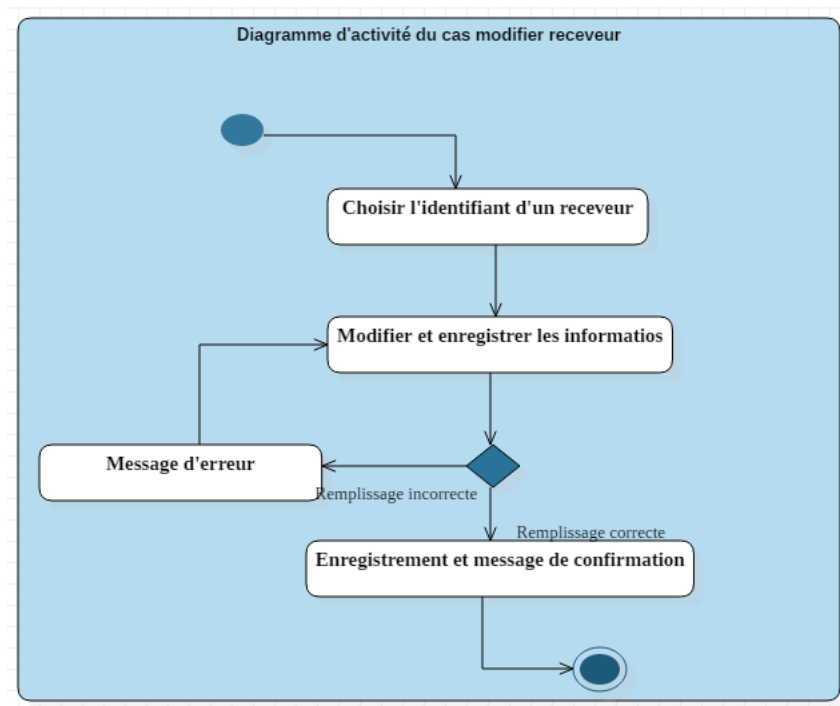 Diagramme d'activité du cas modifier receveur
Choisir l'identifiant d'un receveur
Modifier et enregistrer les informatios
Message d'erreur
Remplissage incorrecte
Remplissage correcte
Enregistrement et message de confirmation